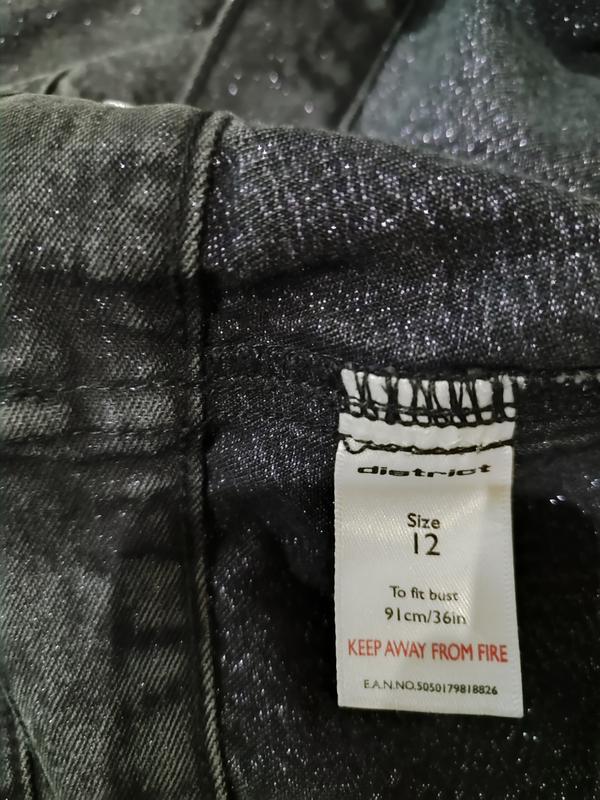 district
Size
12
To fit bust
91cm/36in
KEEP AWAY FROM FIRE
E.A.N.NO.5050179818826